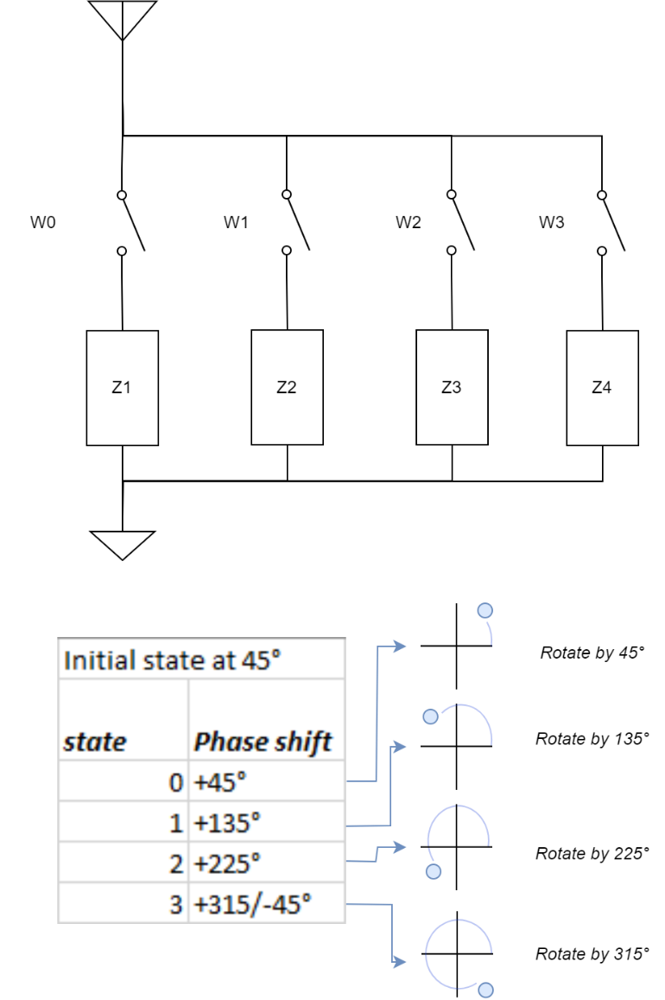 W0
W1
W2
W3
Z1
Z2
Z3
Z4
Initial state at 45°
state Phase shift
0 +45°
1 +135°
2 +225°
3 +315/-45°
Rotate by 45°
Rotate by 135°
Rotate by 225°
Rotate by 315°